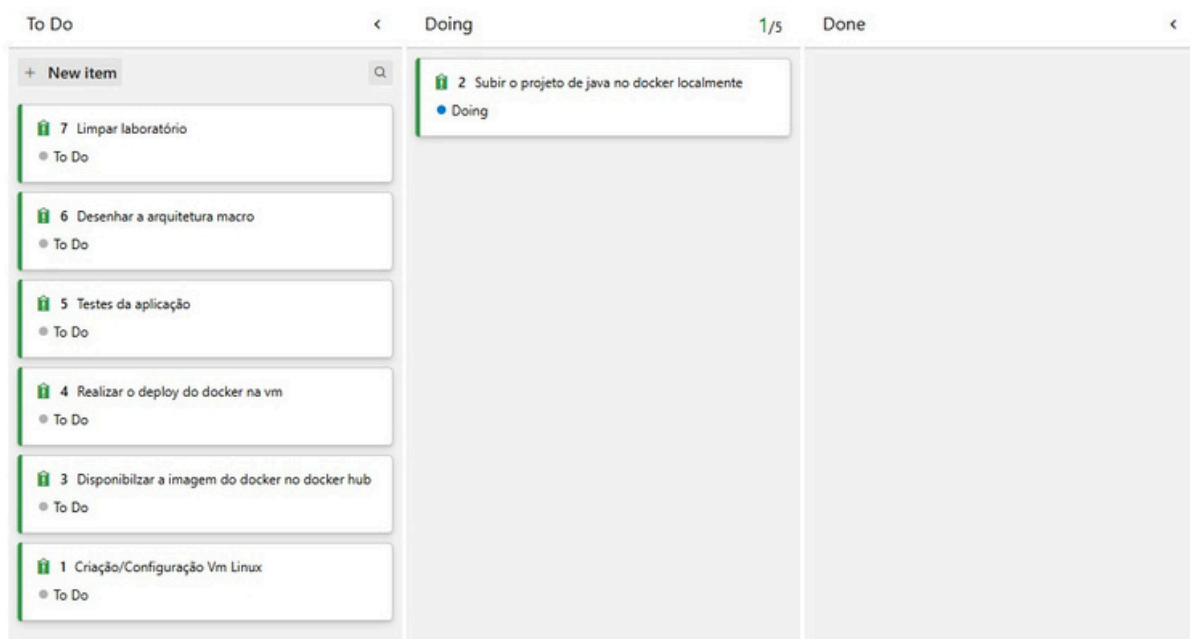 To Do
+ New item
7 Limpar laboratório
To Do
6 Desenhar a arquitetura macro
To Do
5 Testes da aplicação
To Do
4 Realizar o deploy do docker na vm
To Do
3 Disponibilzar a imagem do docker no docker hub
To Do
1 Criação/Configuração Vm Linux
To Do
Doing 1/5
2 Subir o projeto de java no docker localmente
Doing
Done